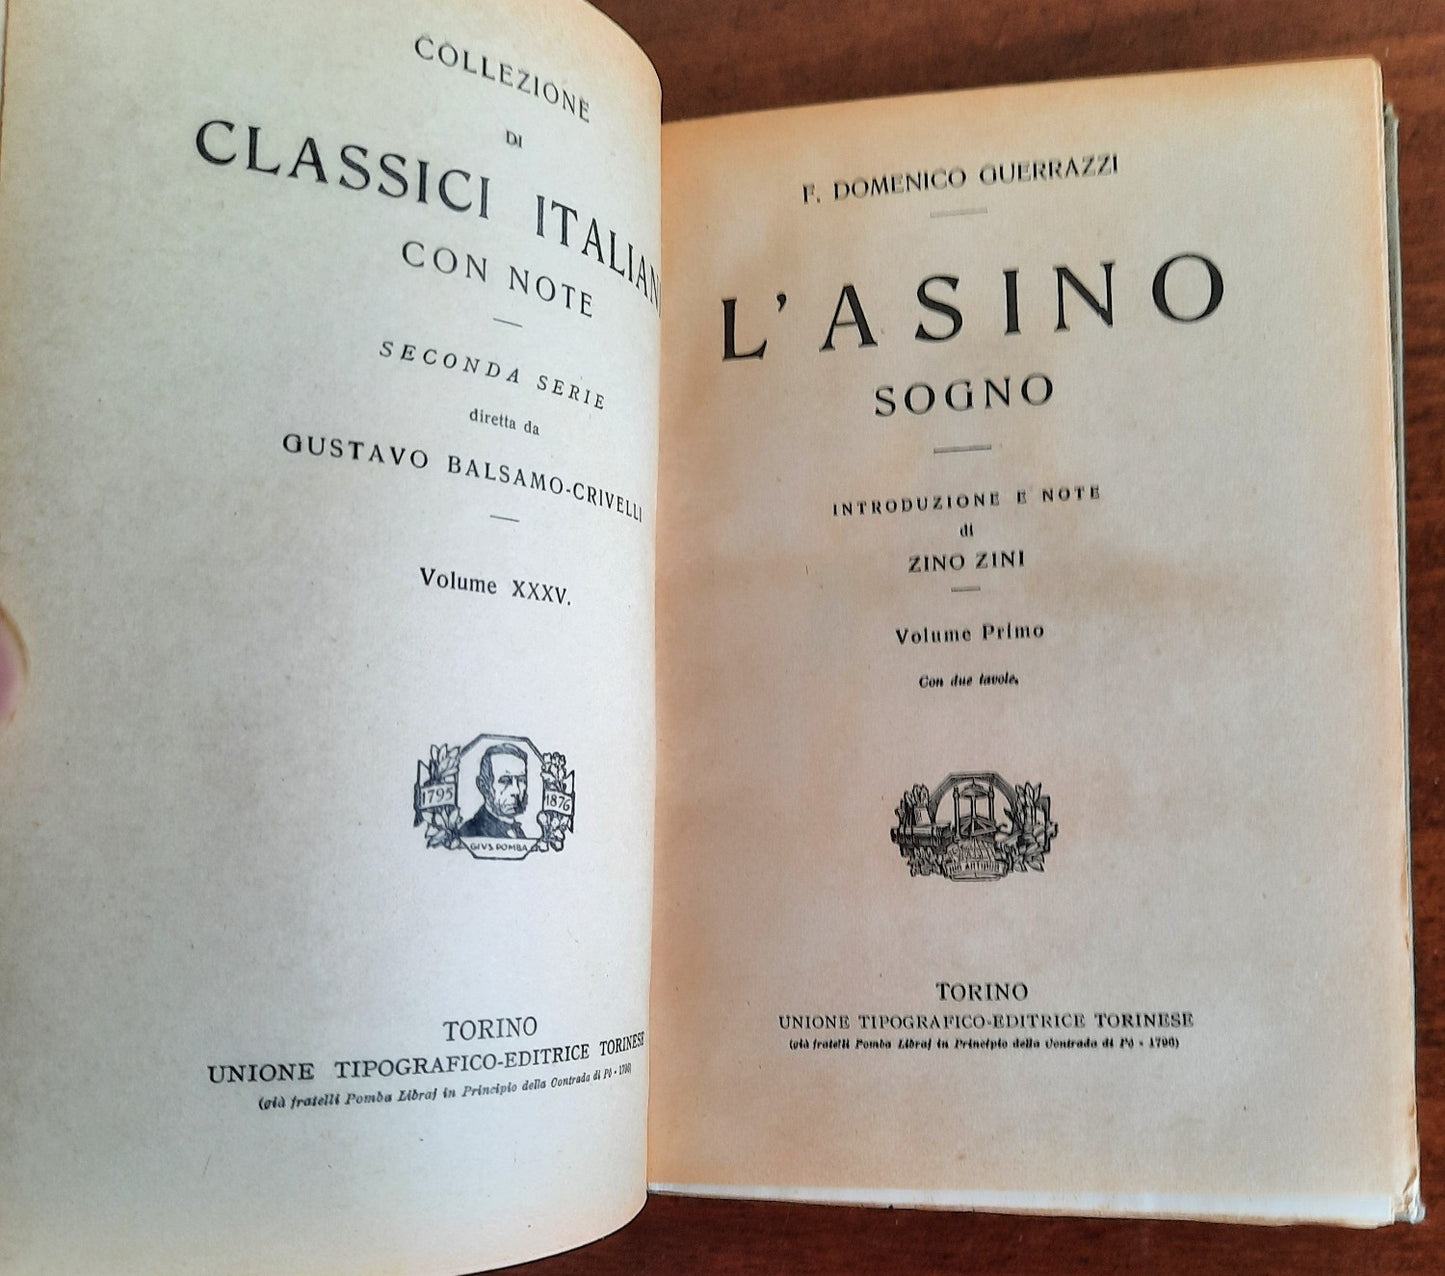 COLLEZIONE
DI
CLASSICI ITALIANI
CON NOTE
SECONDA SERIE
diretta da
GUSTAVO BALSAMO-CRIVELLI
Volume XXXV.
1795
1876
GIVS. POMBA
TORINO
UNIONE TIPOGRAFICO-EDITRICE TORINESE
(già fratelli Pomba Libraj in Principio della Contrada di Pò - 1796)
F. DOMENICO GUERRAZZI
L'ASINO
SOGNO
INTRODUZIONE E NOTE
di
ZINO ZINI
Volume Primo
Con due tavole.
TORINO
UNIONE TIPOGRAFICO-EDITRICE TORINESE
(già fratelli Pomba Libraj in Principio della Contrada di Pò - 1796)